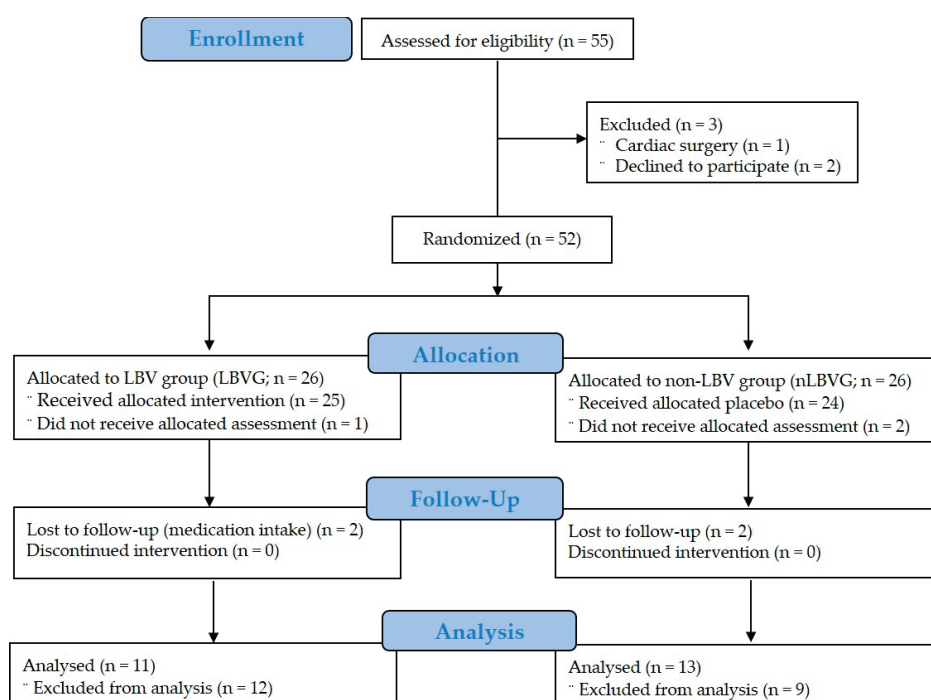 Enrollment
Assessed for eligibility (n = 55)
Excluded (n = 3)
¨ Cardiac surgery (n = 1)
¨ Declined to participate (n = 2)
Randomized (n = 52)
Allocation
Allocated to LBV group (LBVG; n = 26)
¨ Received allocated intervention (n = 25)
¨ Did not receive allocated assessment (n = 1)
Allocated to non-LBV group (nLBVG; n = 26)
¨ Received allocated placebo (n = 24)
¨ Did not receive allocated assessment (n = 2)
Follow-Up
Lost to follow-up (medication intake) (n = 2)
Discontinued intervention (n = 0)
Lost to follow-up (n = 2)
Discontinued intervention (n = 0)
Analysis
Analysed (n = 11)
¨ Excluded from analysis (n = 12)
Analysed (n = 13)
¨ Excluded from analysis (n = 9)